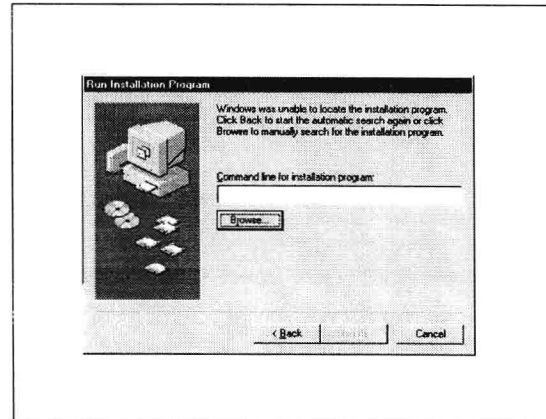 Run Installation Program
Windows was unable to locate the installation program.
Click Back to start the automatic search again or click
Browse to manually search for the installation program.
Command line for installation program:
Browse...
< Back
Cancel